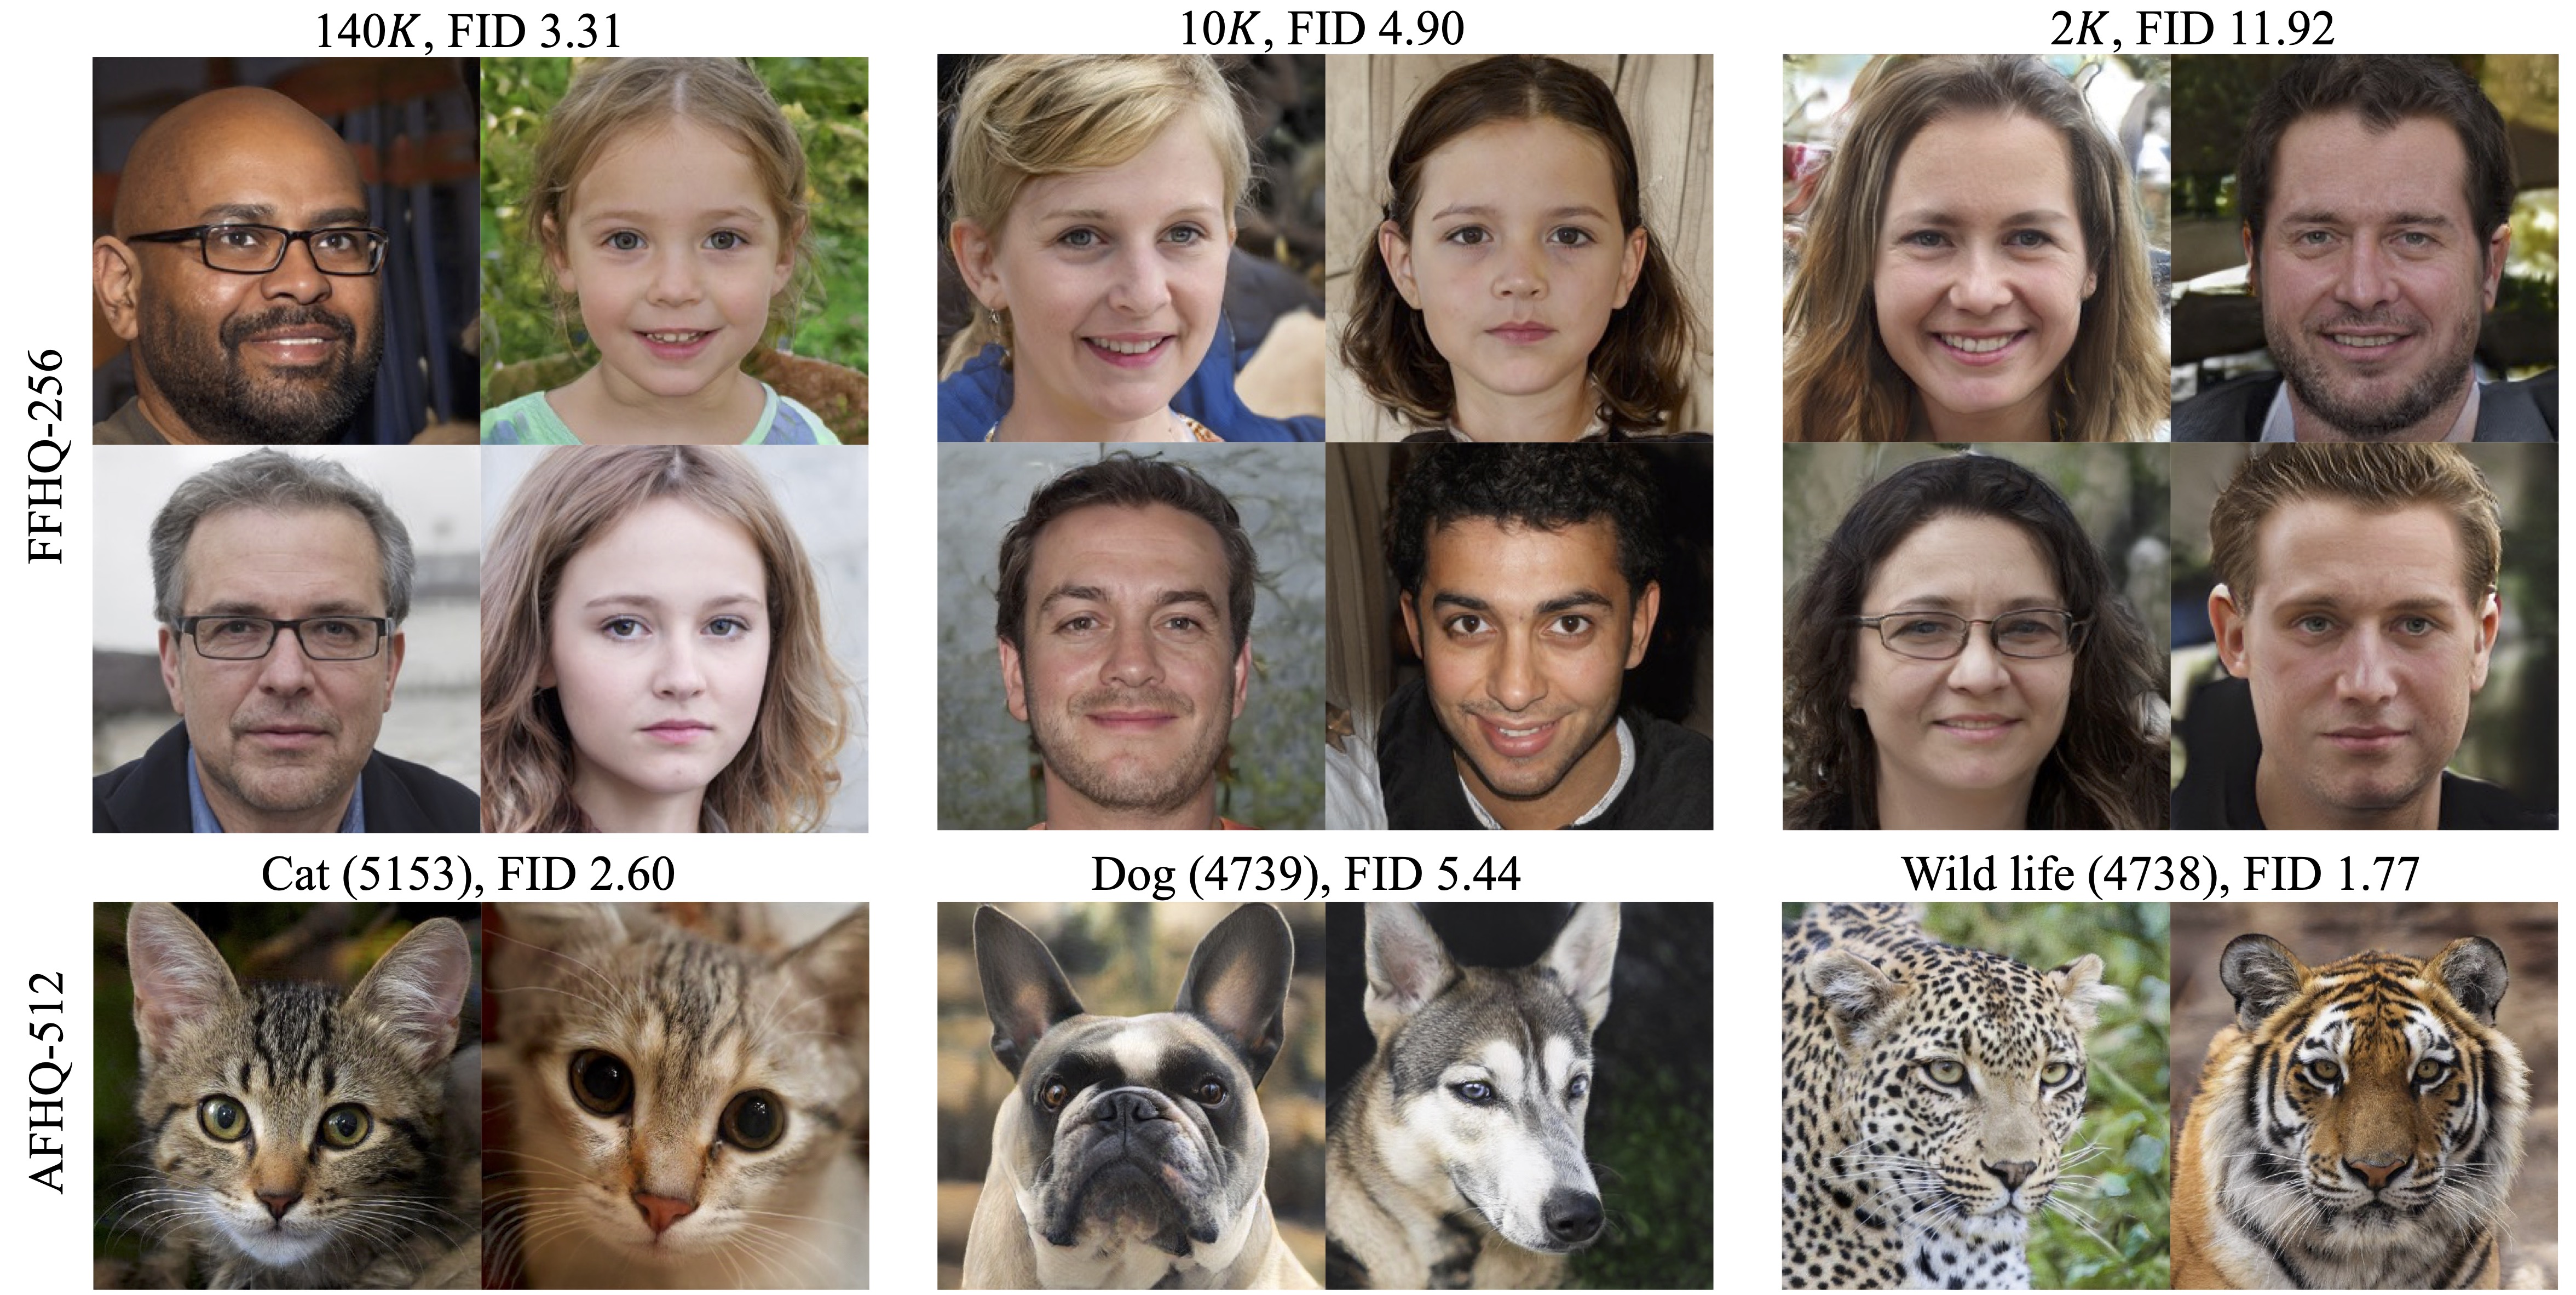 140K, FID 3.31
10K, FID 4.90
2K, FID 11.92
FFHQ-256
Cat (5153), FID 2.60
Dog (4739), FID 5.44
Wild life (4738), FID 1.77
AFHQ-512